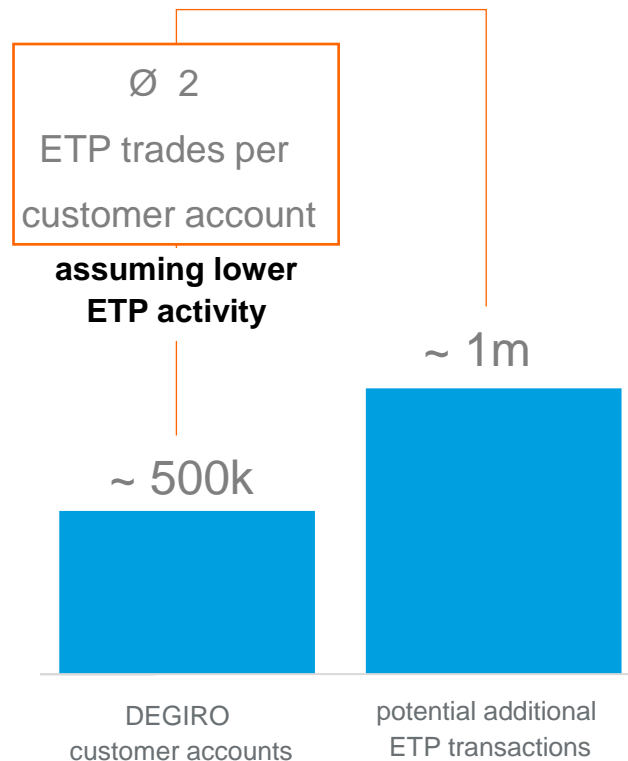 Ø 2
ETP trades per
customer account
assuming lower
ETP activity
~ 1m
~ 500k
DEGIRO
customer accounts
potential additional
ETP transactions